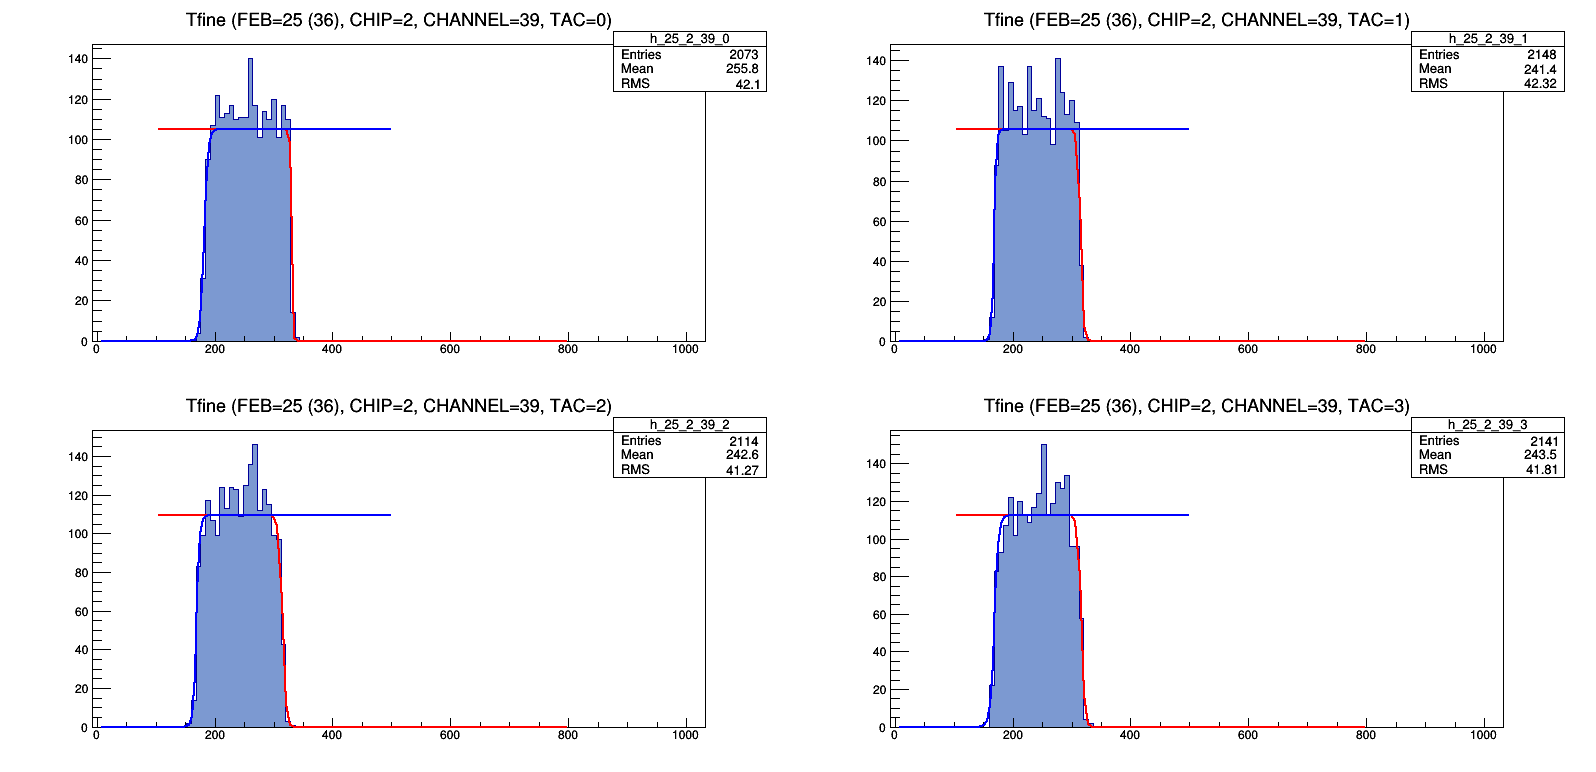 Tfine (FEB=25 (36), CHIP=2, CHANNEL=39, TAC=0)
h_25_2_39_0
Entries 2073
Mean 255.8
RMS 42.1
140
120
100
80
60
40
20
0
0 200 400 600 800 1000
Tfine (FEB=25 (36), CHIP=2, CHANNEL=39, TAC=1)
h_25_2_39_1
Entries 2148
Mean 241.4
RMS 42.32
140
120
100
80
60
40
20
0
0 200 400 600 800 1000
Tfine (FEB=25 (36), CHIP=2, CHANNEL=39, TAC=2)
h_25_2_39_2
Entries 2114
Mean 242.6
RMS 41.27
140
120
100
80
60
40
20
0
0 200 400 600 800 1000
Tfine (FEB=25 (36), CHIP=2, CHANNEL=39, TAC=3)
h_25_2_39_3
Entries 2141
Mean 243.5
RMS 41.81
140
120
100
80
60
40
20
0
0 200 400 600 800 1000